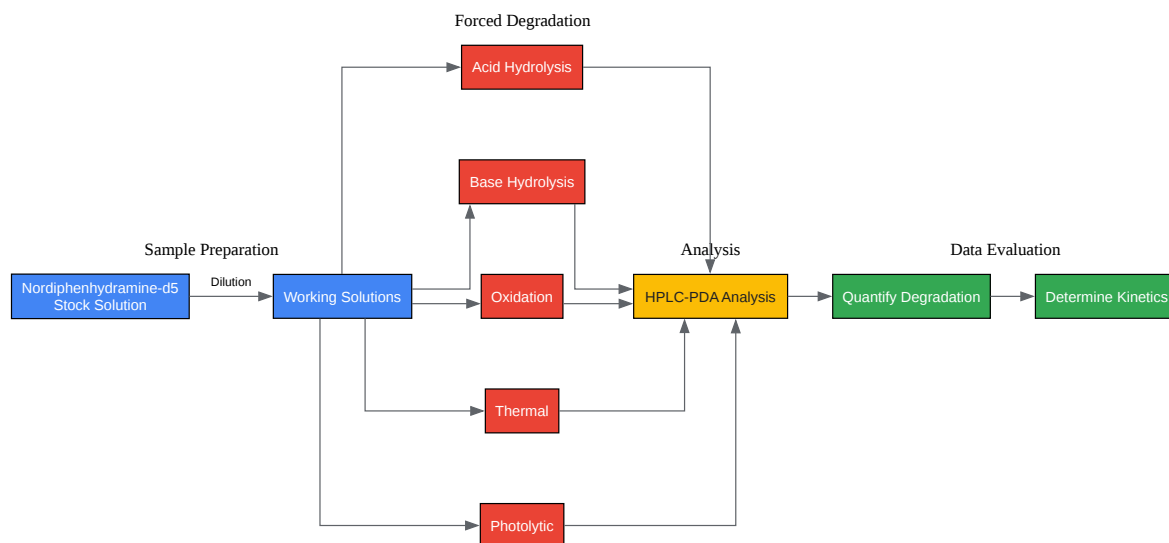 Forced Degradation
Acid Hydrolysis
Base Hydrolysis
Sample Preparation
Analysis
Data Evaluation
Nordiphenhydramine-d5
Stock Solution
Dilution
Working Solutions
Oxidation
HPLC-PDA Analysis
Quantify Degradation
Determine Kinetics
Thermal
Photolytic